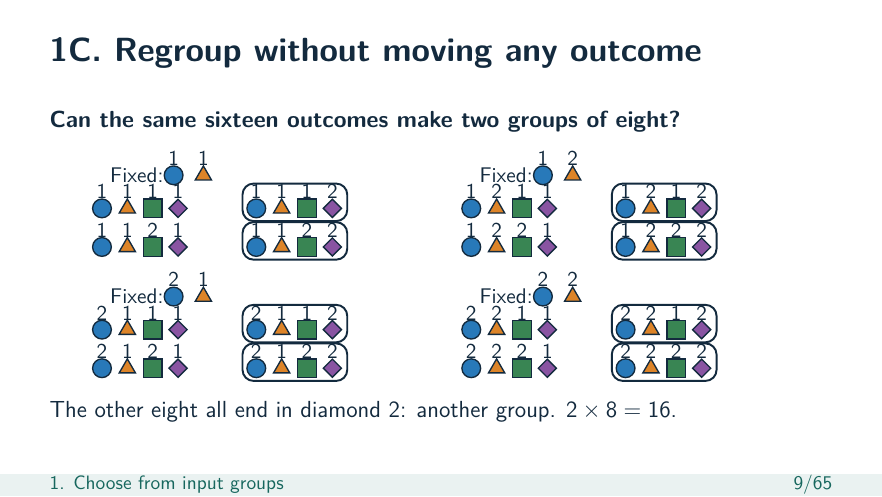 1C. Regroup without moving any outcome
Can the same sixteen outcomes make two groups of eight?
1 1
Fixed:
1 1 1 1
1 1 1 2
1 1 2 1
1 1 2 2
1 2
Fixed:
1 2 1 1
1 2 1 2
1 2 2 1
1 2 2 2
2 1
Fixed:
2 1 1 1
2 1 1 2
2 1 2 1
2 1 2 2
2 2
Fixed:
2 2 1 1
2 2 1 2
2 2 2 1
2 2 2 2
The other eight all end in diamond 2: another group. 2 × 8 = 16.
1. Choose from input groups
9/65